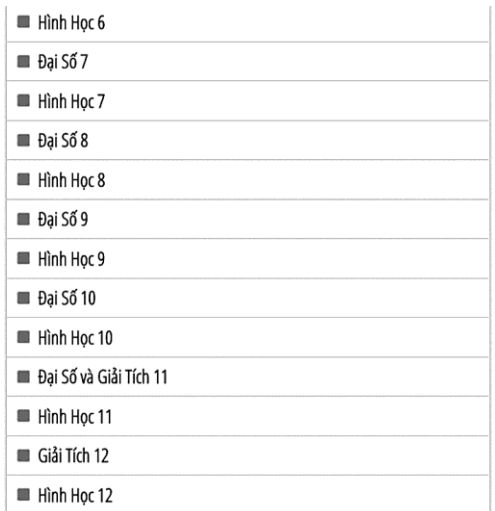 Hình Học 6
Đại Số 7
Hình Học 7
Đại Số 8
Hình Học 8
Đại Số 9
Hình Học 9
Đại Số 10
Hình Học 10
Đại Số và Giải Tích 11
Hình Học 11
Giải Tích 12
Hình Học 12